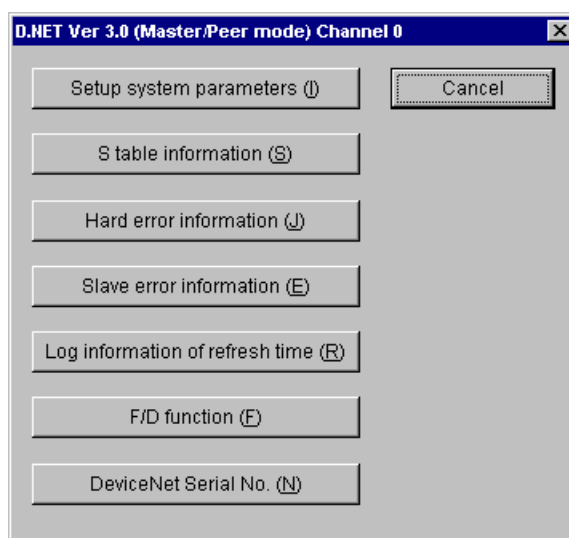 D.NET Ver 3.0 (Master/Peer mode) Channel 0
Setup system parameters (I)
Cancel
S table information (S)
Hard error information (J)
Slave error information (E)
Log information of refresh time (R)
F/D function (F)
DeviceNet Serial No. (N)